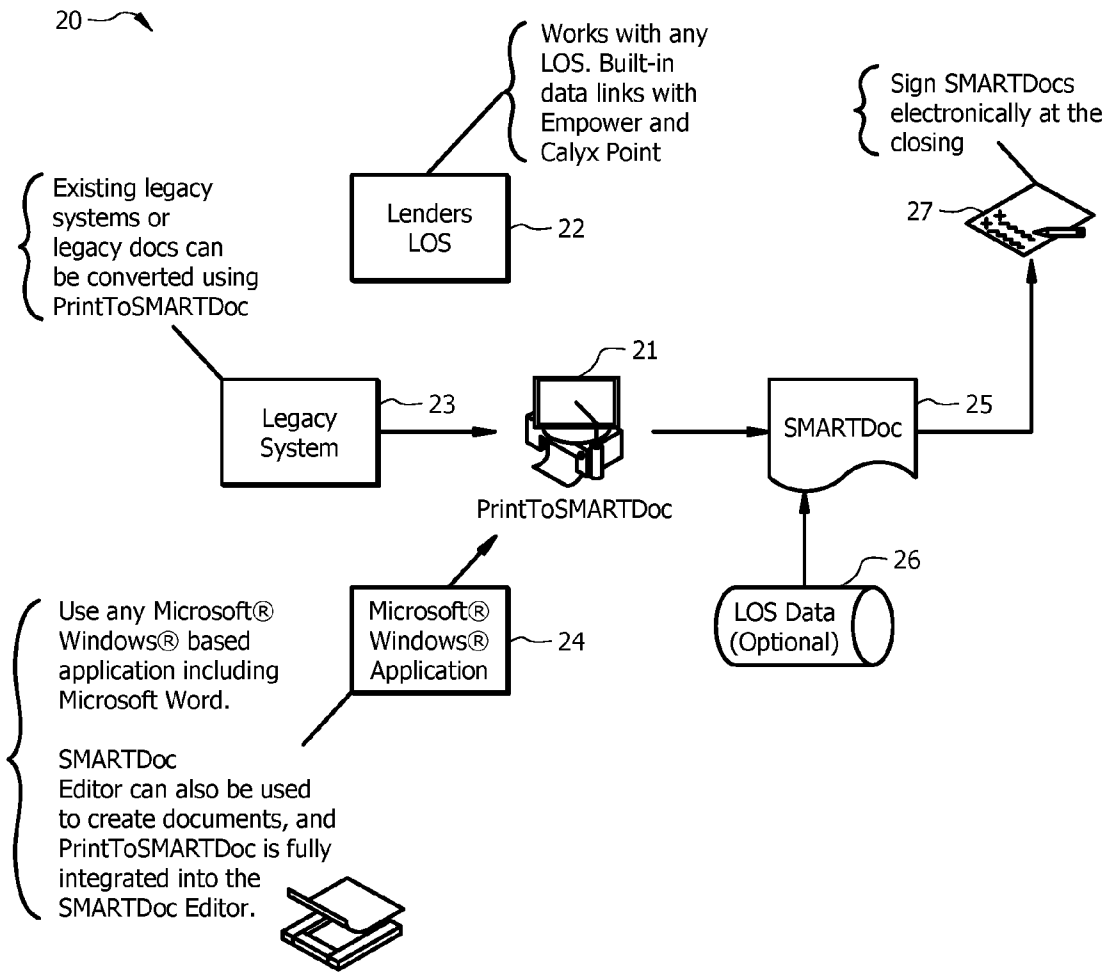 20
Works with any
LOS. Built-in
data links with
Empower and
Calyx Point
Sign SMARTDocs
electronically at the
closing
27
Existing legacy
systems or
legacy docs can
be converted using
PrintToSMARTDoc
Lenders
LOS
22
21
Legacy
System
23
PrintToSMARTDoc
SMARTDoc
25
26
LOS Data
(Optional)
Use any Microsoft®
Windows® based
application including
Microsoft Word.
SMARTDoc
Editor can also be used
to create documents, and
PrintToSMARTDoc is fully
integrated into the
SMARTDoc Editor.
Microsoft®
Windows®
Application
24